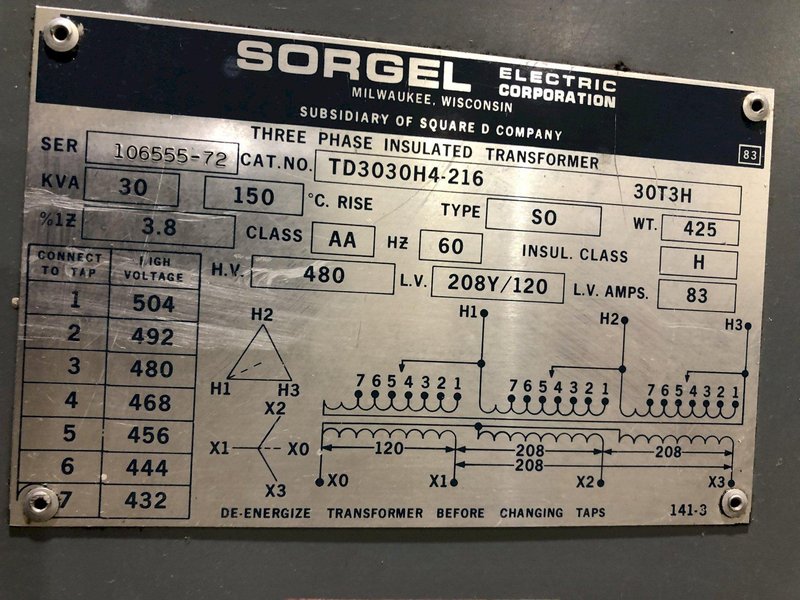 SORGEL ELECTRIC CORPORATION
MILWAUKEE, WISCONSIN
SUBSIDIARY OF SQUARE D COMPANY
THREE PHASE INSULATED TRANSFORMER
83
SER 106555-72 CAT.NO. TD3030H4-216 30T3H
KVA 30 150 °C. RISE TYPE SO WT. 425
%IZ 3.8 CLASS AA HZ 60 INSUL. CLASS H
H.V. 480 L.V. 208Y/120 L.V. AMPS. 83
CONNECT TO TAP HIGH VOLTAGE
1 504
2 492
3 480
4 468
5 456
6 444
7 432
H2
H1 H3
X2
X1 X0
X3
H1 H2 H3
7 6 5 4 3 2 1 7 6 5 4 3 2 1 7 6 5 4 3 2 1
120 208 208
208
X0 X1 X2 X3
DE-ENERGIZE TRANSFORMER BEFORE CHANGING TAPS 141-3